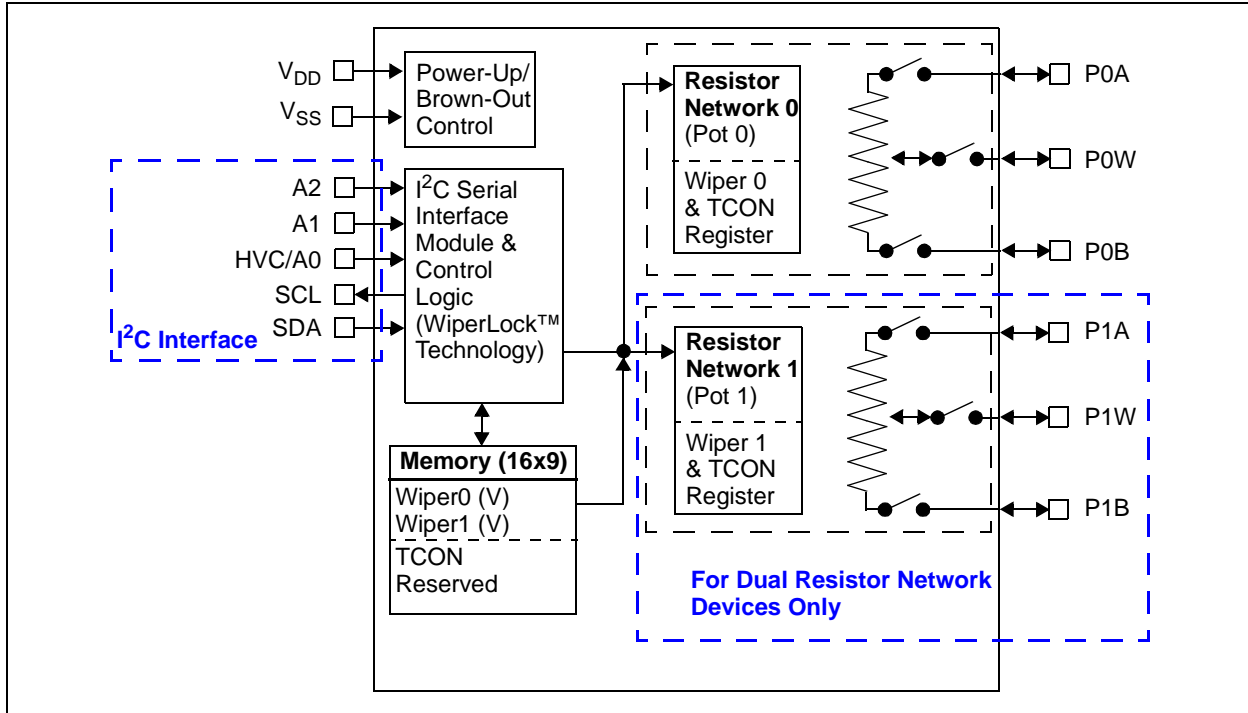 V_DD
V_SS
Power-Up/
Brown-Out
Control
A2
A1
HVC/A0
SCL
SDA
I²C Interface
I²C Serial
Interface
Module &
Control
Logic
(WiperLock™
Technology)
Memory (16x9)
Wiper0 (V)
Wiper1 (V)
TCON
Reserved
Resistor
Network 0
(Pot 0)
Wiper 0
& TCON
Register
P0A
P0W
P0B
Resistor
Network 1
(Pot 1)
Wiper 1
& TCON
Register
P1A
P1W
P1B
For Dual Resistor Network
Devices Only